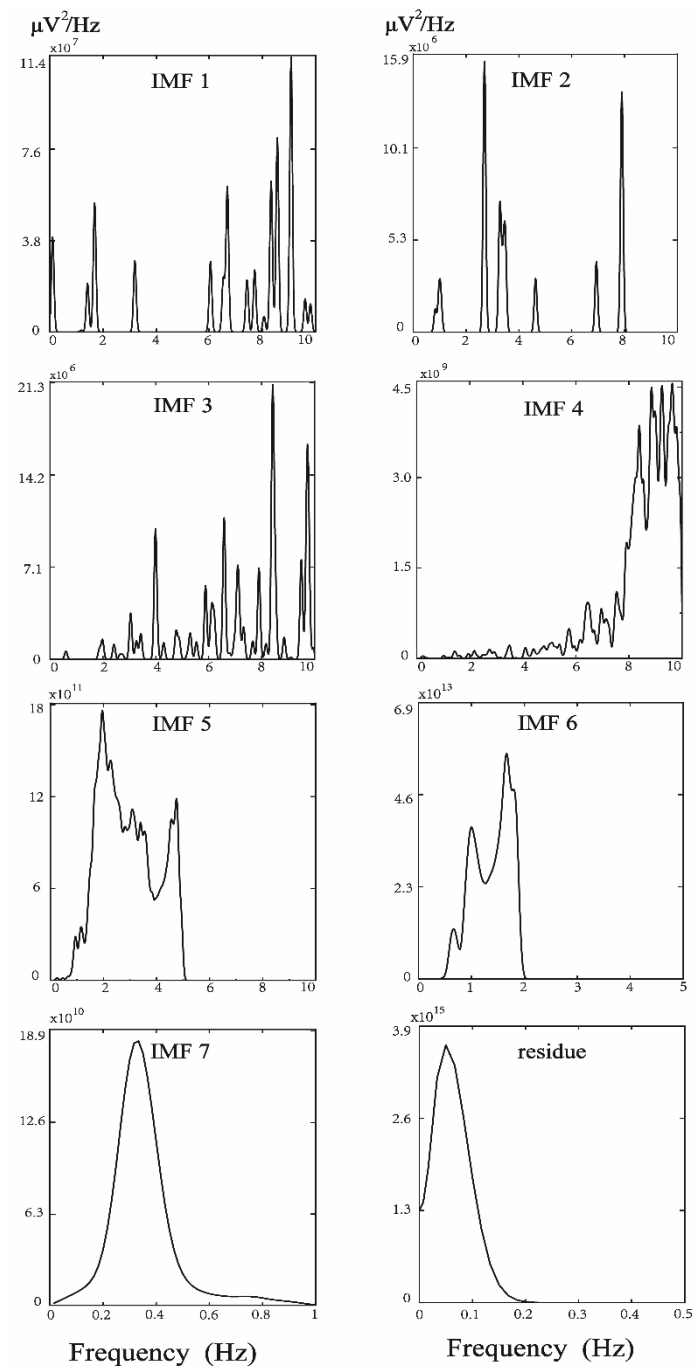 μV²/Hz
x10⁷
11.4
7.6
3.8
0
IMF 1
0 2 4 6 8 10
μV²/Hz
x10⁶
15.9
10.1
5.3
0
IMF 2
0 2 4 6 8 10
x10⁶
21.3
14.2
7.1
0
IMF 3
0 2 4 6 8 10
x10⁹
4.5
3.0
1.5
0
IMF 4
0 2 4 6 8 10
x10¹¹
18
12
6
0
IMF 5
0 2 4 6 8 10
x10¹³
6.9
4.6
2.3
0
IMF 6
0 1 2 3 4 5
x10¹⁰
18.9
12.6
6.3
0
IMF 7
0 0.2 0.4 0.6 0.8 1
Frequency (Hz)
x10¹⁵
3.9
2.6
1.3
0
residue
0 0.1 0.2 0.3 0.4 0.5
Frequency (Hz)